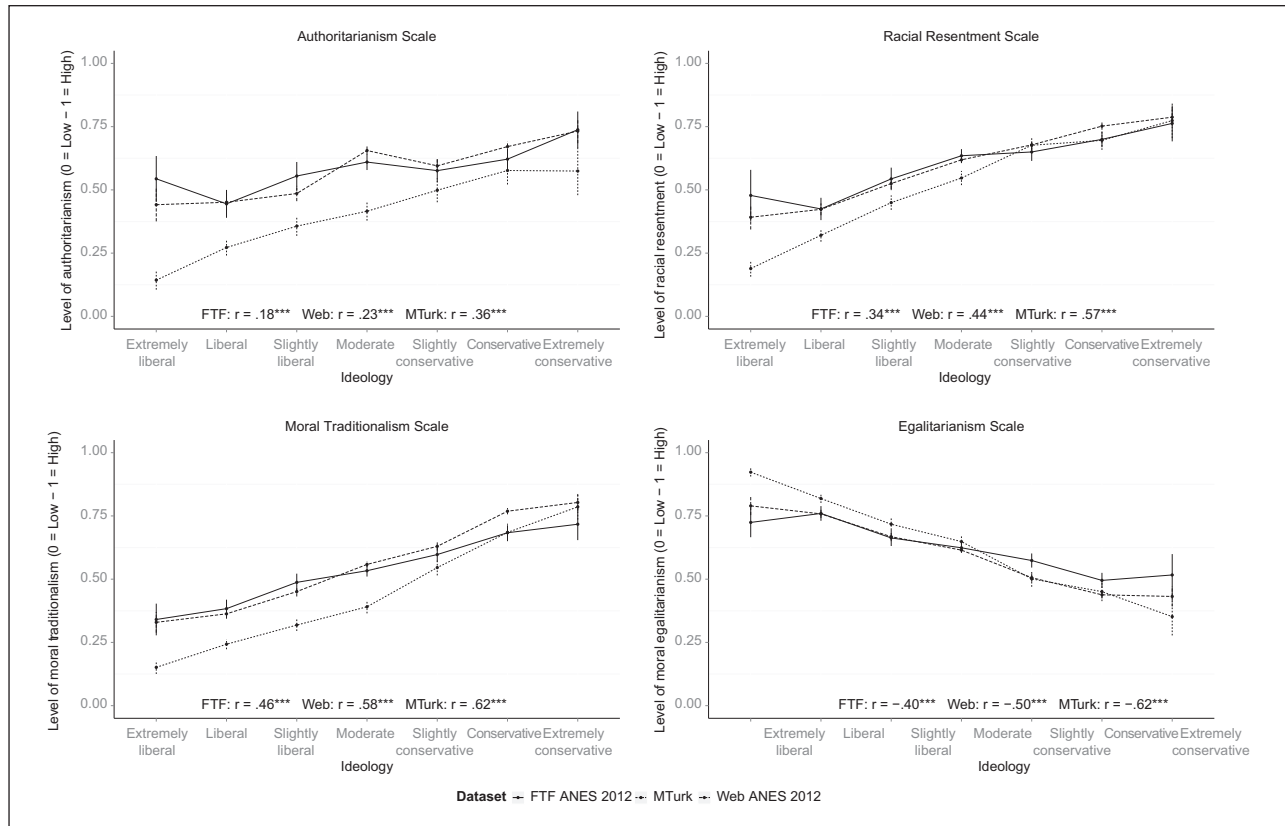 Authoritarianism Scale
Level of authoritarianism (0 = Low − 1 = High)
1.00
0.75
0.50
0.25
0.00
FTF: r = .18*** Web: r = .23*** MTurk: r = .36***
Extremely liberal
Liberal
Slightly liberal
Moderate
Slightly conservative
Conservative
Extremely conservative
Ideology
Racial Resentment Scale
Level of racial resentment (0 = Low − 1 = High)
1.00
0.75
0.50
0.25
0.00
FTF: r = .34*** Web: r = .44*** MTurk: r = .57***
Extremely liberal
Liberal
Slightly liberal
Moderate
Slightly conservative
Conservative
Extremely conservative
Ideology
Moral Traditionalism Scale
Level of moral traditionalism (0 = Low − 1 = High)
1.00
0.75
0.50
0.25
0.00
FTF: r = .46*** Web: r = .58*** MTurk: r = .62***
Extremely liberal
Liberal
Slightly liberal
Moderate
Slightly conservative
Conservative
Extremely conservative
Ideology
Egalitarianism Scale
Level of moral egalitarianism (0 = Low − 1 = High)
1.00
0.75
0.50
0.25
0.00
FTF: r = −.40*** Web: r = −.50*** MTurk: r = −.62***
Extremely liberal
Liberal
Slightly liberal
Moderate
Slightly conservative
Conservative
Extremely conservative
Ideology
Dataset FTF ANES 2012 MTurk Web ANES 2012